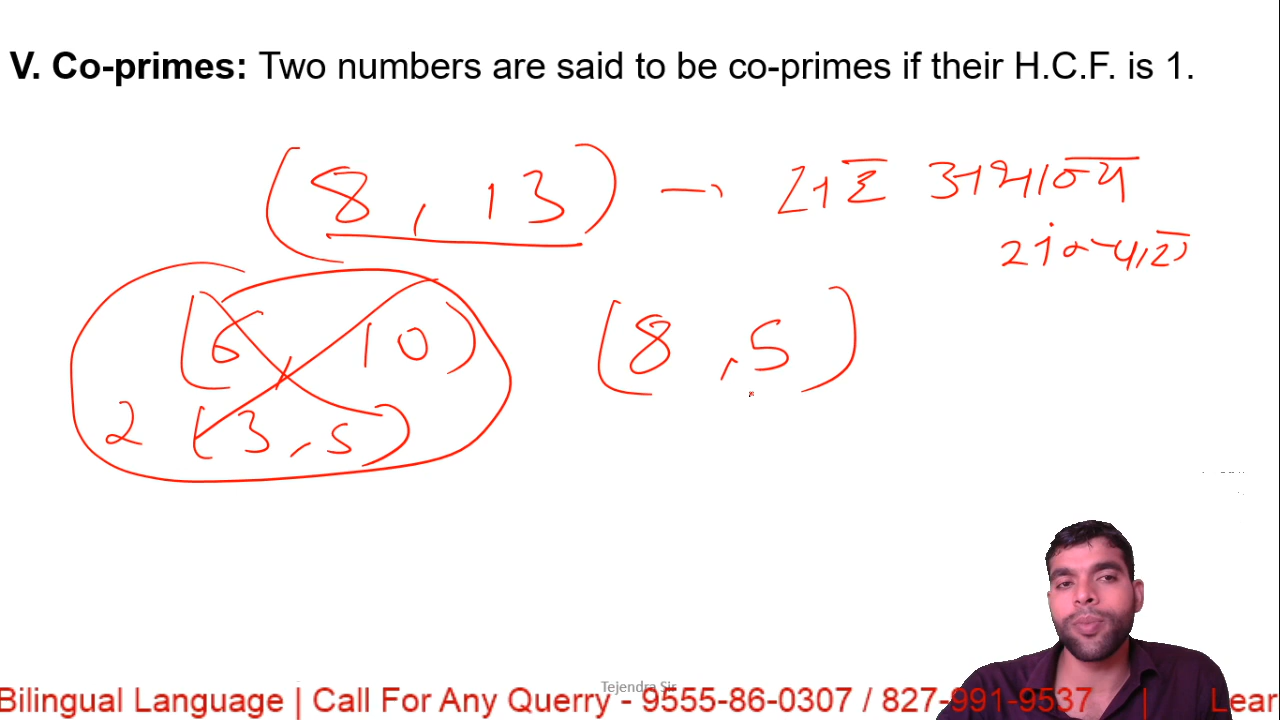 V. Co-primes: Two numbers are said to be co-primes if their H.C.F. is 1.
(8, 13) →
(6, 10)
2 (3, 5)
(8, 5)
Tejendra Sir
Bilingual Language | Call For Any Querry - 9555-86-0307 / 827-991-9537 | Lear